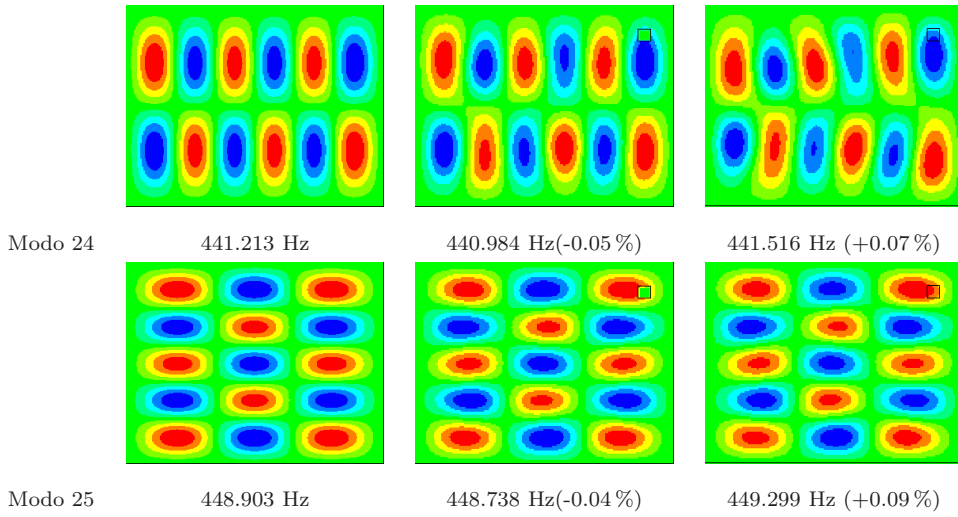 Modo 24 441.213 Hz 440.984 Hz(-0.05 %) 441.516 Hz (+0.07 %)
Modo 25 448.903 Hz 448.738 Hz(-0.04 %) 449.299 Hz (+0.09 %)